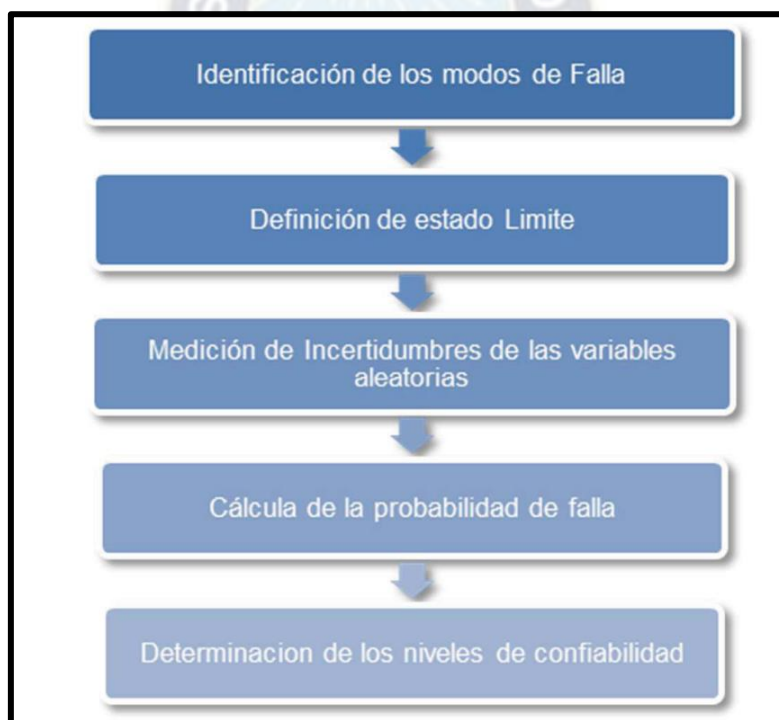 Identificación de los modos de Falla
Definición de estado Limite
Medición de Incertidumbres de las variables
aleatorias
Cálcula de la probabilidad de falla
Determinacion de los niveles de confiabilidad